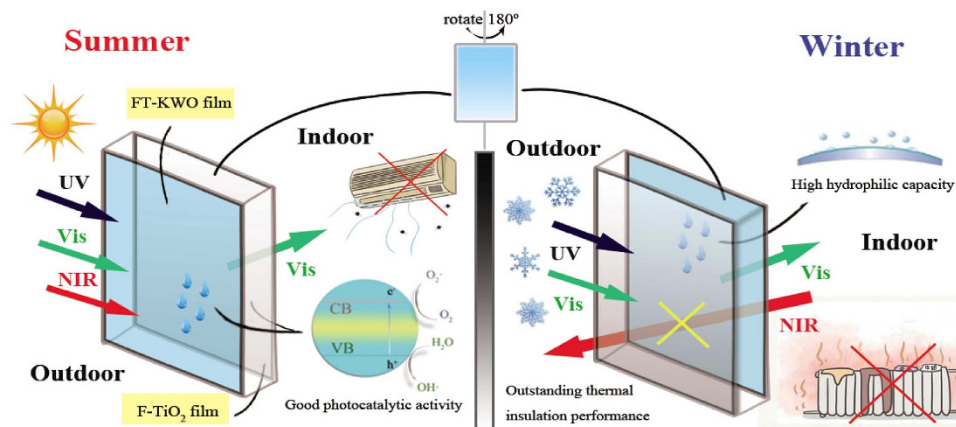 rotate 180°
Summer
Winter
FT-KWO film
Indoor
Outdoor
UV
Vis
NIR
Vis
Outdoor
F-TiO₂ film
CB
VB
e⁻
h⁺
O₂·
O₂
H₂O
OH·
Good photocatalytic activity
UV
Vis
Outstanding thermal
insulation performance
High hydrophilic capacity
Indoor
Vis
NIR